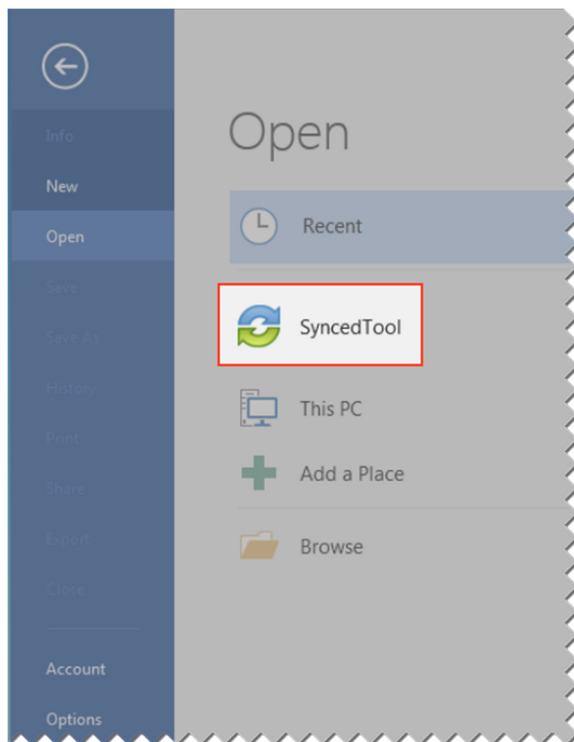 Info
New
Open
Save
Save As
History
Print
Share
Export
Close
Account
Options
Open
Recent
SyncedTool
This PC
Add a Place
Browse